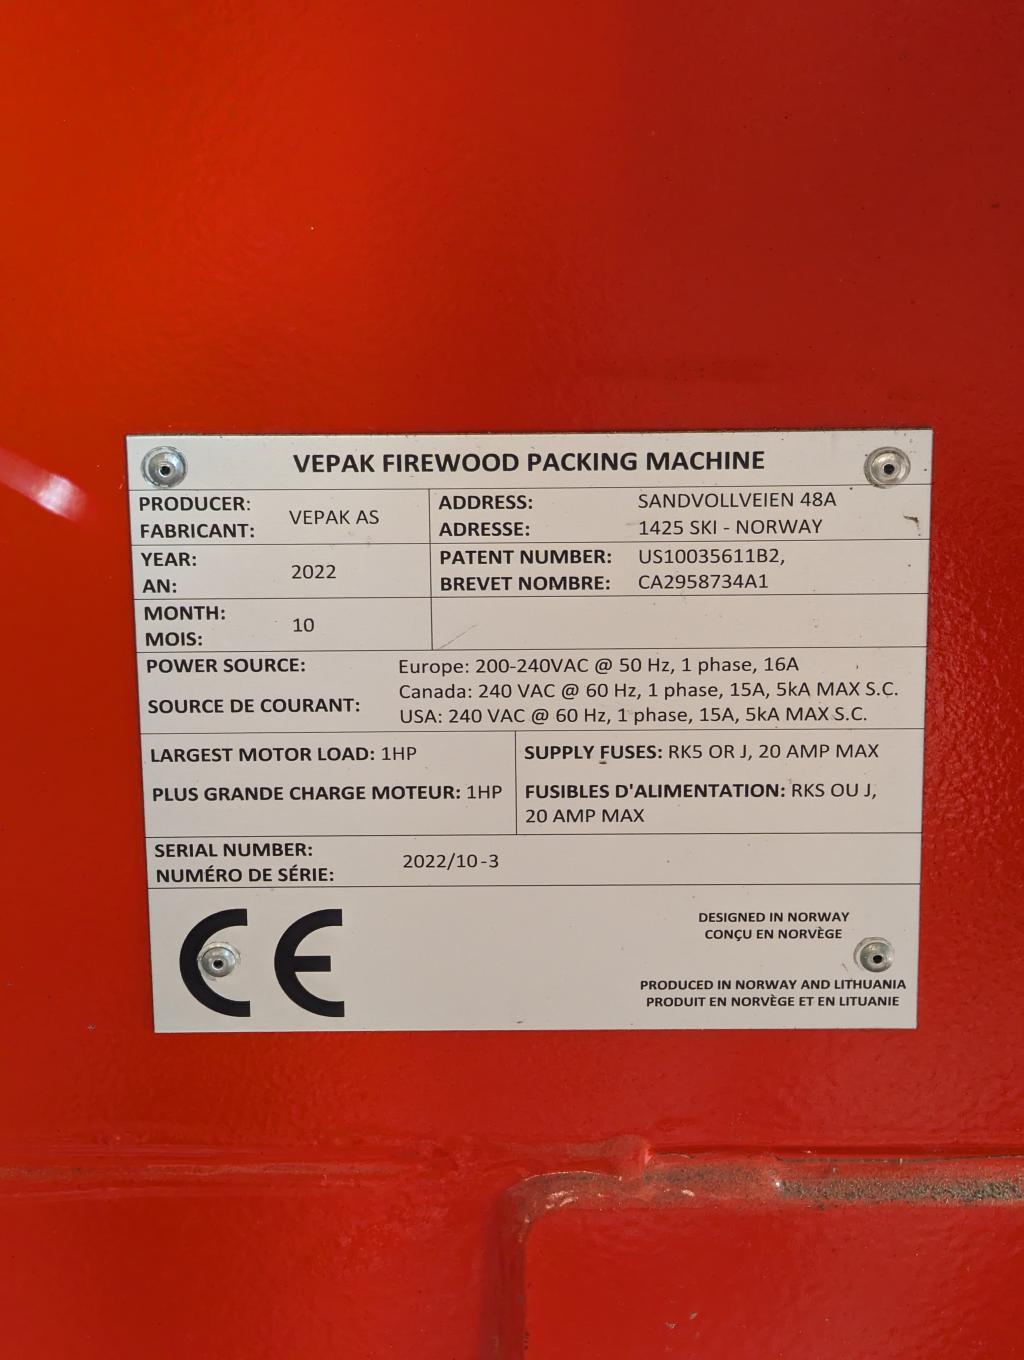 VEPAK FIREWOOD PACKING MACHINE
PRODUCER:
FABRICANT:
VEPAK AS
ADDRESS: SANDVOLLVEIEN 48A
ADRESSE: 1425 SKI - NORWAY
YEAR:
AN:
2022
PATENT NUMBER: US10035611B2,
BREVET NOMBRE: CA2958734A1
MONTH:
MOIS:
10
POWER SOURCE:
SOURCE DE COURANT:
Europe: 200-240VAC @ 50 Hz, 1 phase, 16A
Canada: 240 VAC @ 60 Hz, 1 phase, 15A, 5kA MAX S.C.
USA: 240 VAC @ 60 Hz, 1 phase, 15A, 5kA MAX S.C.
LARGEST MOTOR LOAD: 1HP
PLUS GRANDE CHARGE MOTEUR: 1HP
SUPPLY FUSES: RK5 OR J, 20 AMP MAX
FUSIBLES D'ALIMENTATION: RKS OU J,
20 AMP MAX
SERIAL NUMBER:
NUMÉRO DE SÉRIE:
2022/10-3
CE
DESIGNED IN NORWAY
CONÇU EN NORVÈGE
PRODUCED IN NORWAY AND LITHUANIA
PRODUIT EN NORVÈGE ET EN LITUANIE